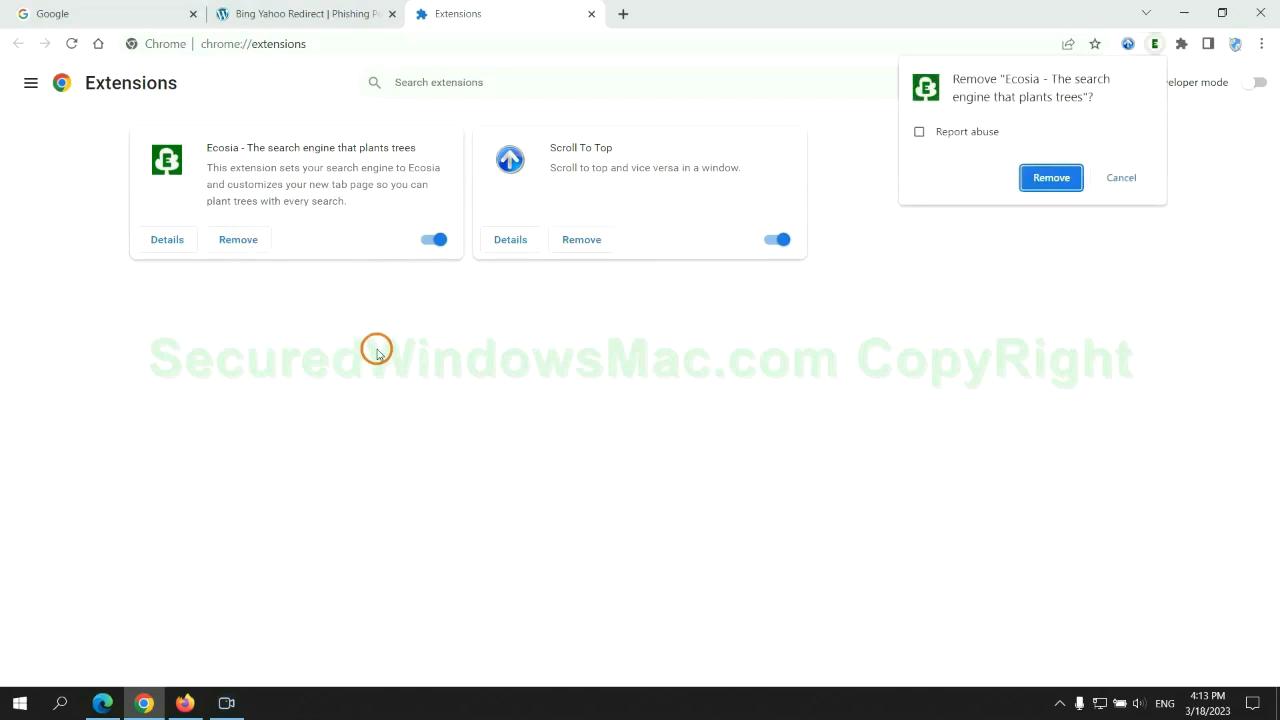 Google
Bing Yahoo Redirect | Phishing Po
Extensions
Chrome | chrome://extensions
Extensions
Search extensions
veloper mode
Remove "Ecosia - The search
engine that plants trees"?
Report abuse
Remove
Cancel
Ecosia - The search engine that plants trees
This extension sets your search engine to Ecosia
and customizes your new tab page so you can
plant trees with every search.
Details
Remove
Scroll To Top
Scroll to top and vice versa in a window.
Details
Remove
SecuredWindowsMac.com CopyRight
ENG
4:13 PM
3/18/2023